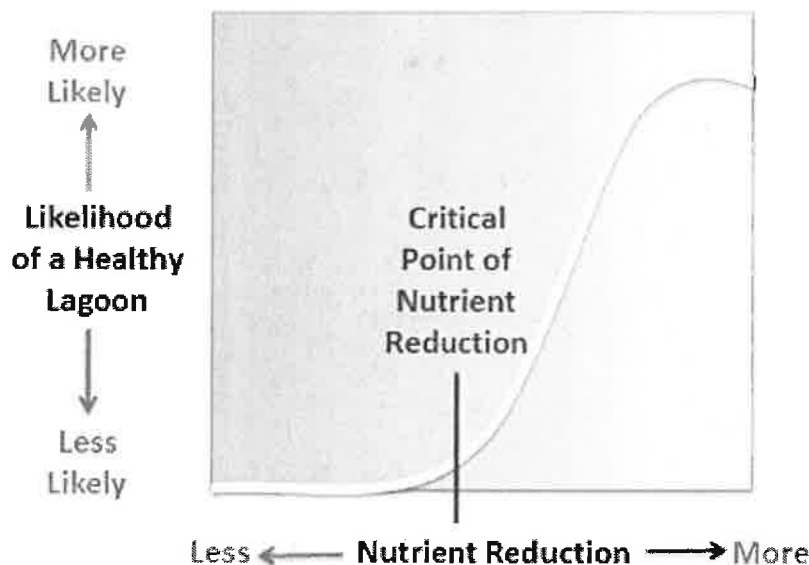 More
Likely
Likelihood
of a Healthy
Lagoon
Less
Likely
Critical
Point of
Nutrient
Reduction
Less Nutrient Reduction More